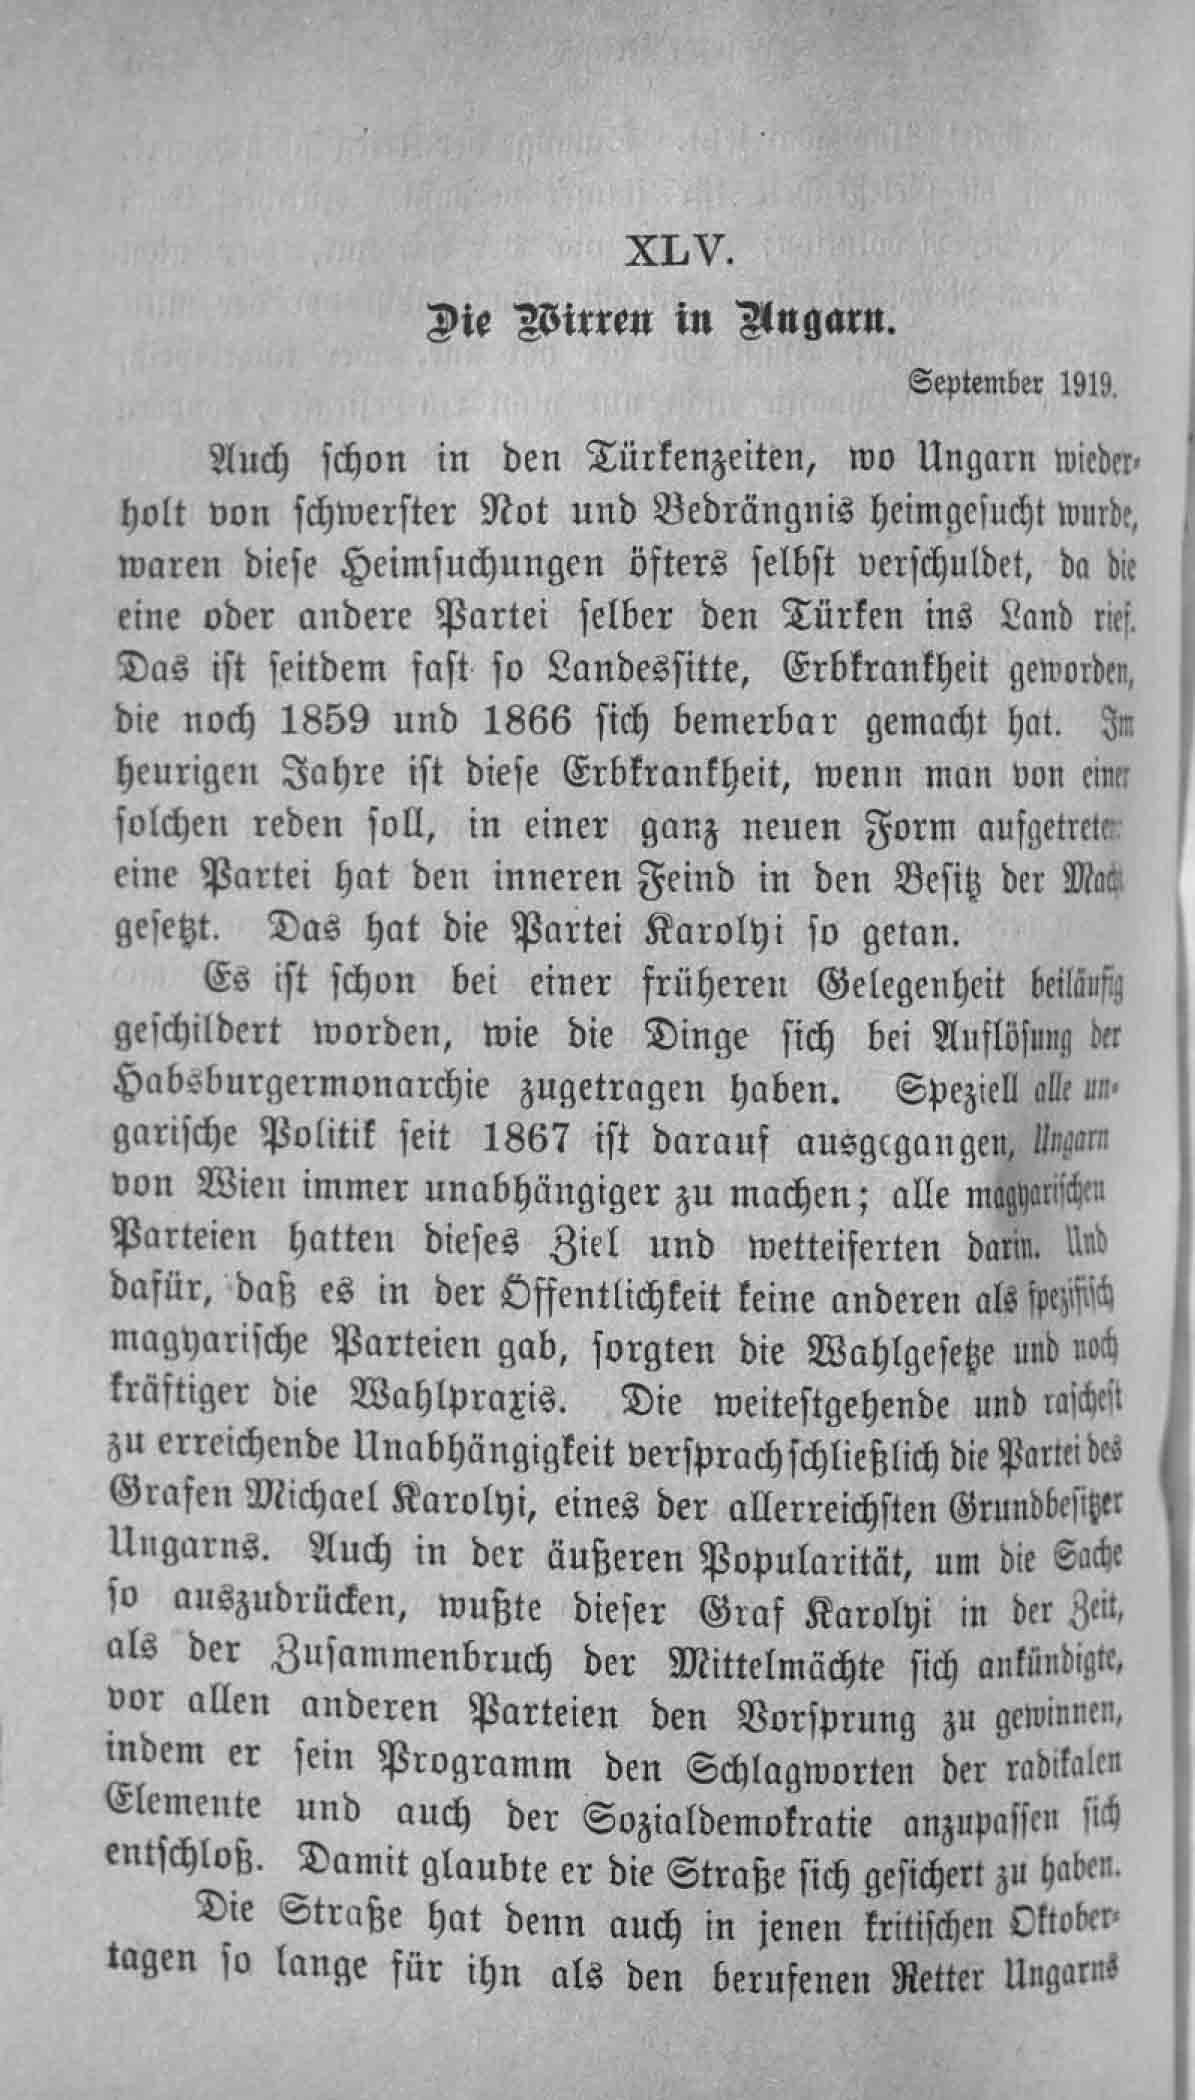 XLV.
Die Wirren in Ungarn.
September 1919.
Auch schon in den Türkenzeiten, wo Ungarn wieder-
holt von schwerster Not und Bedrängnis heimgesucht wurde,
waren diese Heimsuchungen öfters selbst verschuldet, da die
eine oder andere Partei selber den Türken ins Land rief.
Das ist seitdem fast so Landessitte, Erbkrankheit geworden,
die noch 1859 und 1866 sich bemerbar gemacht hat. Im
heurigen Jahre ist diese Erbkrankheit, wenn man von einer
solchen reden soll, in einer ganz neuen Form aufgetreten:
eine Partei hat den inneren Feind in den Besitz der Macht
gesetzt. Das hat die Partei Karolyi so getan.
Es ist schon bei einer früheren Gelegenheit beiläufig
geschildert worden, wie die Dinge sich bei Auflösung der
Habsburgermonarchie zugetragen haben. Speziell alle un-
garische Politik seit 1867 ist darauf ausgegangen, Ungarn
von Wien immer unabhängiger zu machen; alle magyarischen
Parteien hatten dieses Ziel und wetteiferten darin. Und
dafür, daß es in der Öffentlichkeit keine anderen als spezifisch
magyarische Parteien gab, sorgten die Wahlgesetze und noch
kräftiger die Wahlpraxis. Die weitestgehende und raschest
zu erreichende Unabhängigkeit versprach schließlich die Partei des
Grafen Michael Karolyi, eines der allerreichsten Grundbesitzer
Ungarns. Auch in der äußeren Popularität, um die Sache
so auszudrücken, wußte dieser Graf Karolyi in der Zeit,
als der Zusammenbruch der Mittelmächte sich ankündigte,
vor allen anderen Parteien den Vorsprung zu gewinnen,
indem er sein Programm den Schlagworten der radikalen
Elemente und auch der Sozialdemokratie anzupassen sich
entschloß. Damit glaubte er die Straße sich gesichert zu haben.
Die Straße hat denn auch in jenen kritischen Oktober-
tagen so lange für ihn als den berufenen Retter Ungarns